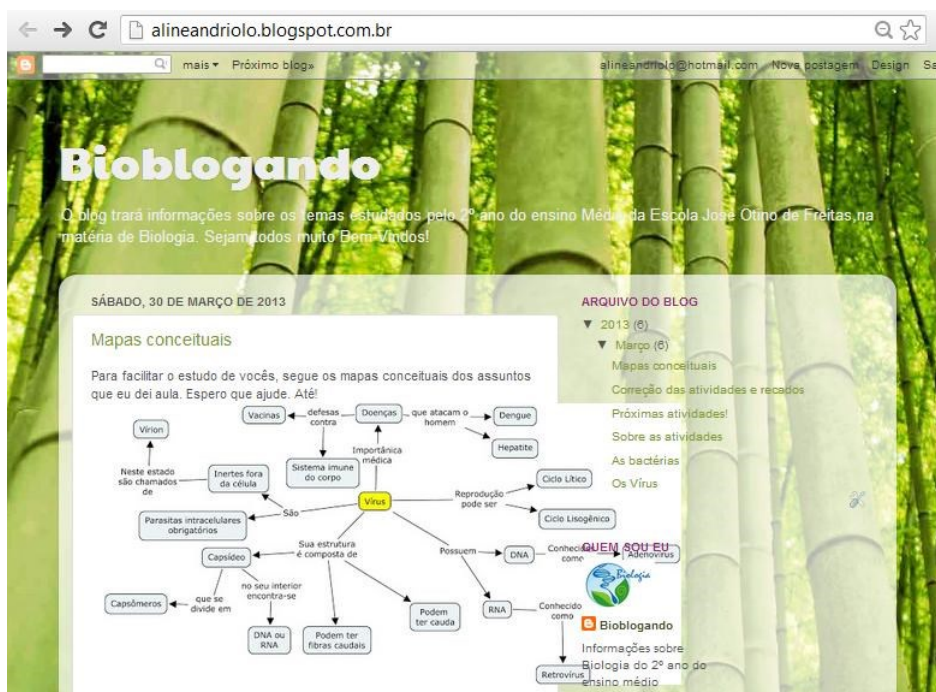 alineandriolo.blogspot.com.br
mais Próximo blog» alineandriolo@hotmail.com Nova postagem Design Sa
Bioblogando
O blog trará informações sobre os temas estudados pelo 2º ano do ensino Médio da Escola José Otino de Freitas,na
matéria de Biologia. Sejam todos muito Bem Vindos!
SÁBADO, 30 DE MARÇO DE 2013
Mapas conceituais
Para facilitar o estudo de vocês, segue os mapas conceituais dos assuntos
que eu dei aula. Espero que ajude. Até!
Vírion
Neste estado
são chamados
de
Inertes fora
da célula
Vacinas
defesas
contra
Doenças
que atacam o
homem
Dengue
Hepatite
Sistema imune
do corpo
Importânica
médica
Vírus
São
Parasitas intracelulares
obrigatórios
Reprodução
pode ser
Ciclo Lítico
Ciclo Lisogênico
Sua estrutura
é composta de
Capsídeo
que se
divide em
Capsômeros
no seu interior
encontra-se
DNA ou
RNA
Podem ter
fibras caudais
Podem
ter cauda
Possuem
DNA
Conhecido
como
Adenovírus
RNA
Conhecido
como
Retrovírus
ARQUIVO DO BLOG
▼ 2013 (6)
▼ Março (6)
Mapas conceituais
Correção das atividades e recados
Próximas atividades!
Sobre as atividades
As bactérias
Os Vírus
QUEM SOU EU
Biologia
Bioblogando
Informações sobre
Biologia do 2º ano do
ensino médio